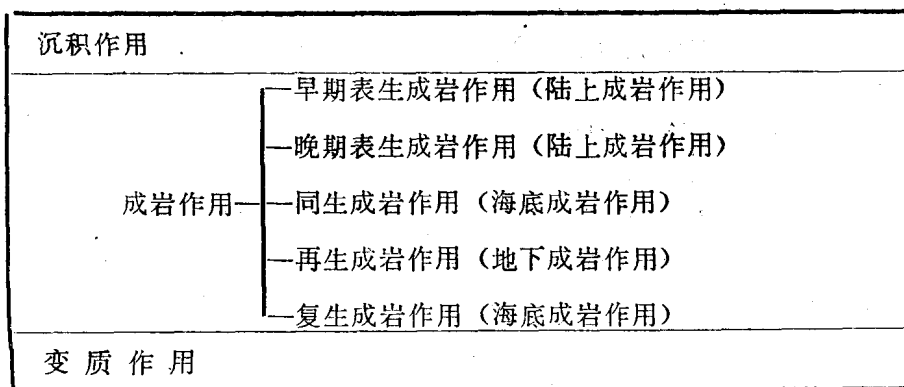 沉积作用
早期表生成岩作用（陆上成岩作用）
晚期表生成岩作用（陆上成岩作用）
成岩作用 同生成岩作用（海底成岩作用）
再生成岩作用（地下成岩作用）
复生成岩作用（海底成岩作用）
变质作用